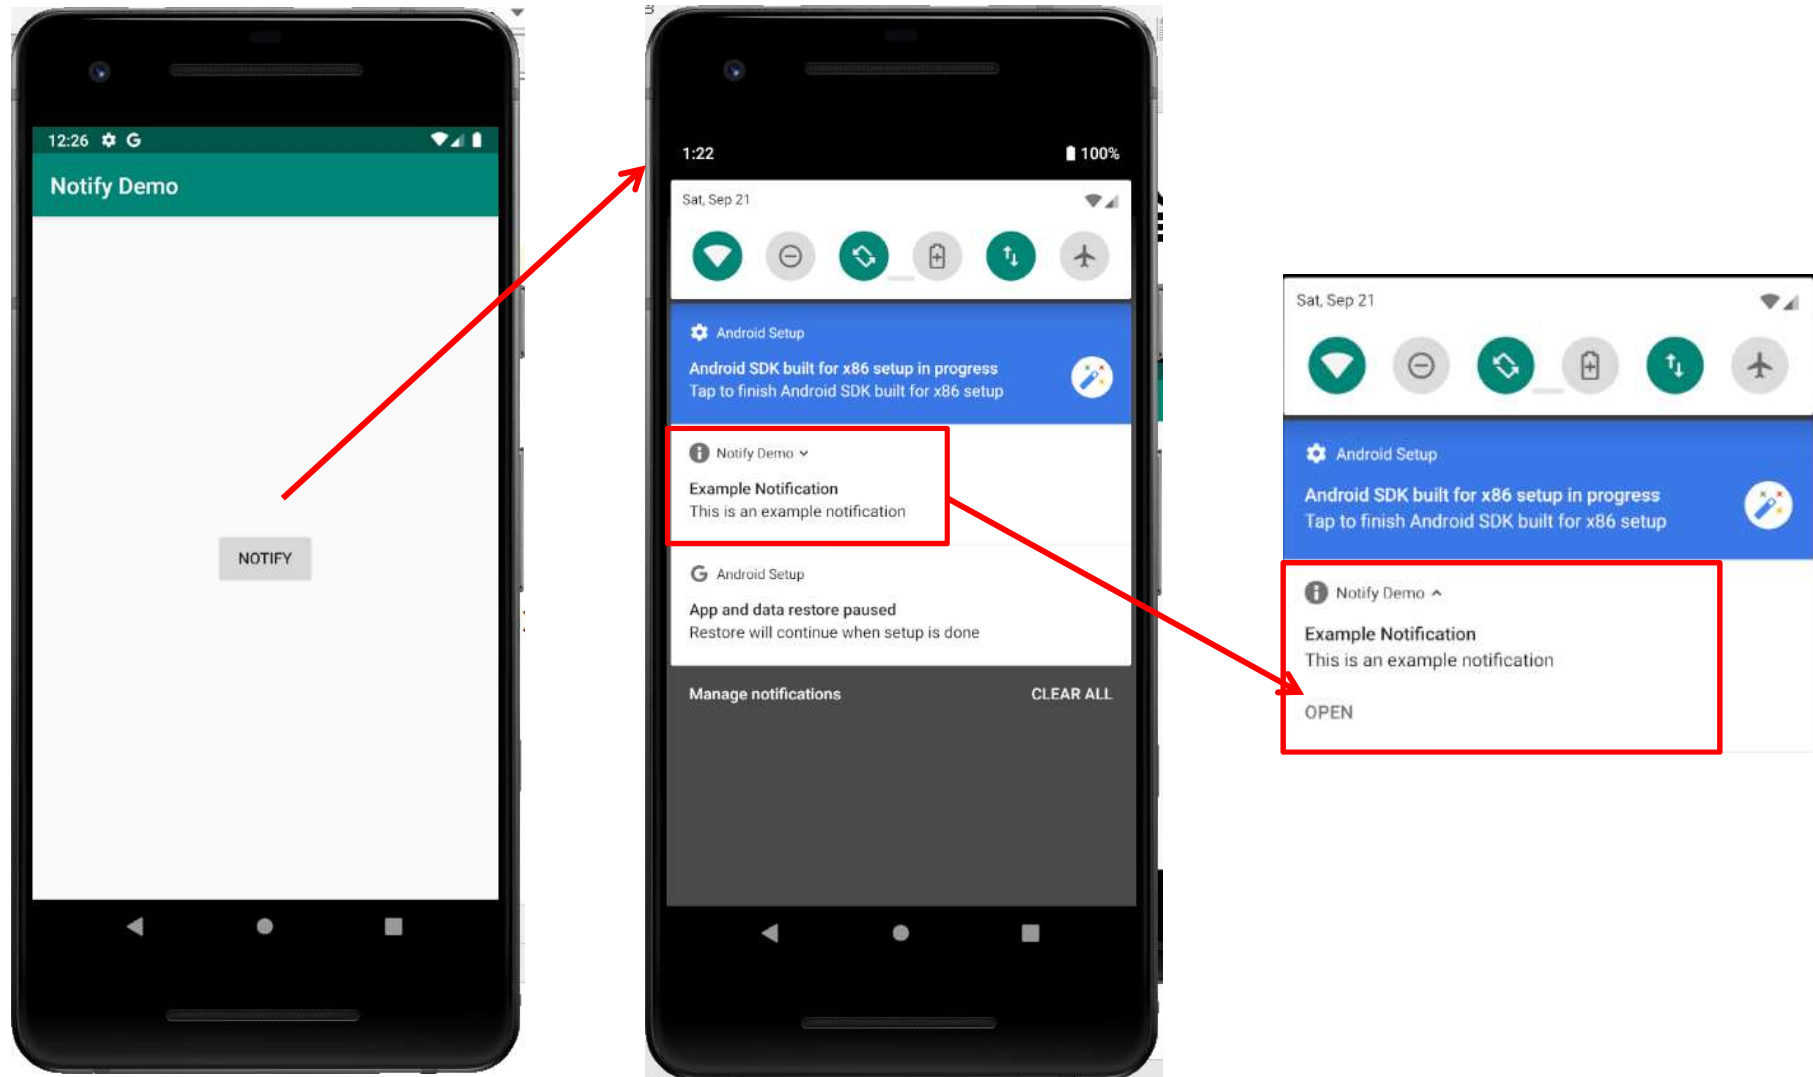 12:26 G
Notify Demo
NOTIFY
1:22 100%
Sat, Sep 21
Android Setup
Android SDK built for x86 setup in progress
Tap to finish Android SDK built for x86 setup
Notify Demo
Example Notification
This is an example notification
G Android Setup
App and data restore paused
Restore will continue when setup is done
Manage notifications CLEAR ALL
Sat, Sep 21
Android Setup
Android SDK built for x86 setup in progress
Tap to finish Android SDK built for x86 setup
Notify Demo
Example Notification
This is an example notification
OPEN